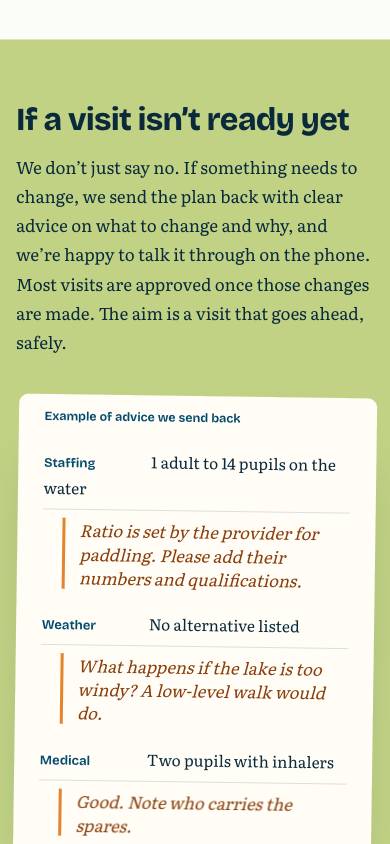 If a visit isn’t ready yet
We don’t just say no. If something needs to
change, we send the plan back with clear
advice on what to change and why, and
we’re happy to talk it through on the phone.
Most visits are approved once those changes
are made. The aim is a visit that goes ahead,
safely.
Example of advice we send back
Staffing 1 adult to 14 pupils on the
water
Ratio is set by the provider for
paddling. Please add their
numbers and qualifications.
Weather No alternative listed
What happens if the lake is too
windy? A low-level walk would
do.
Medical Two pupils with inhalers
Good. Note who carries the
spares.